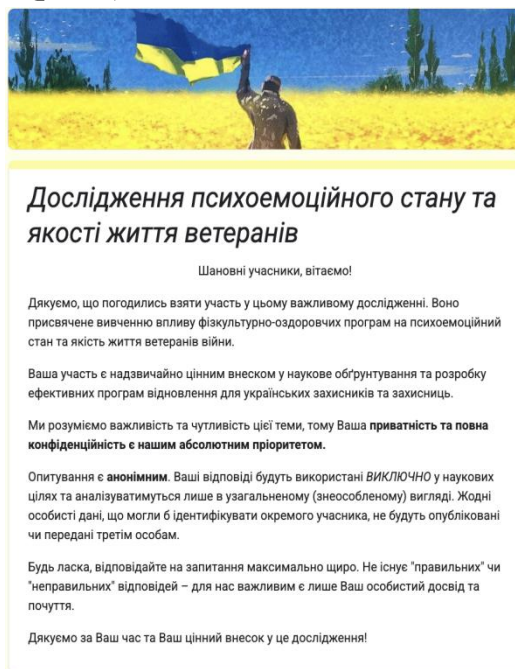 Дослідження психоемоційного стану та
якості життя ветеранів
Шановні учасники, вітаємо!
Дякуємо, що погодились взяти участь у цьому важливому дослідженні. Воно
присвячене вивченню впливу фізкультурно-оздоровчих програм на психоемоційний
стан та якість життя ветеранів війни.
Ваша участь є надзвичайно цінним внеском у наукове обґрунтування та розробку
ефективних програм відновлення для українських захисників та захисниць.
Ми розуміємо важливість та чутливість цієї теми, тому Ваша приватність та повна
конфіденційність є нашим абсолютним пріоритетом.
Опитування є анонімним. Ваші відповіді будуть використані ВИКЛЮЧНО у наукових
цілях та аналізуватимуться лише в узагальненому (знеособленому) вигляді. Жодні
особисті дані, що могли б ідентифікувати окремого учасника, не будуть опубліковані
чи передані третім особам.
Будь ласка, відповідайте на запитання максимально щиро. Не існує "правильних" чи
"неправильних" відповідей – для нас важливим є лише Ваш особистий досвід та
почуття.
Дякуємо за Ваш час та Ваш цінний внесок у це дослідження!